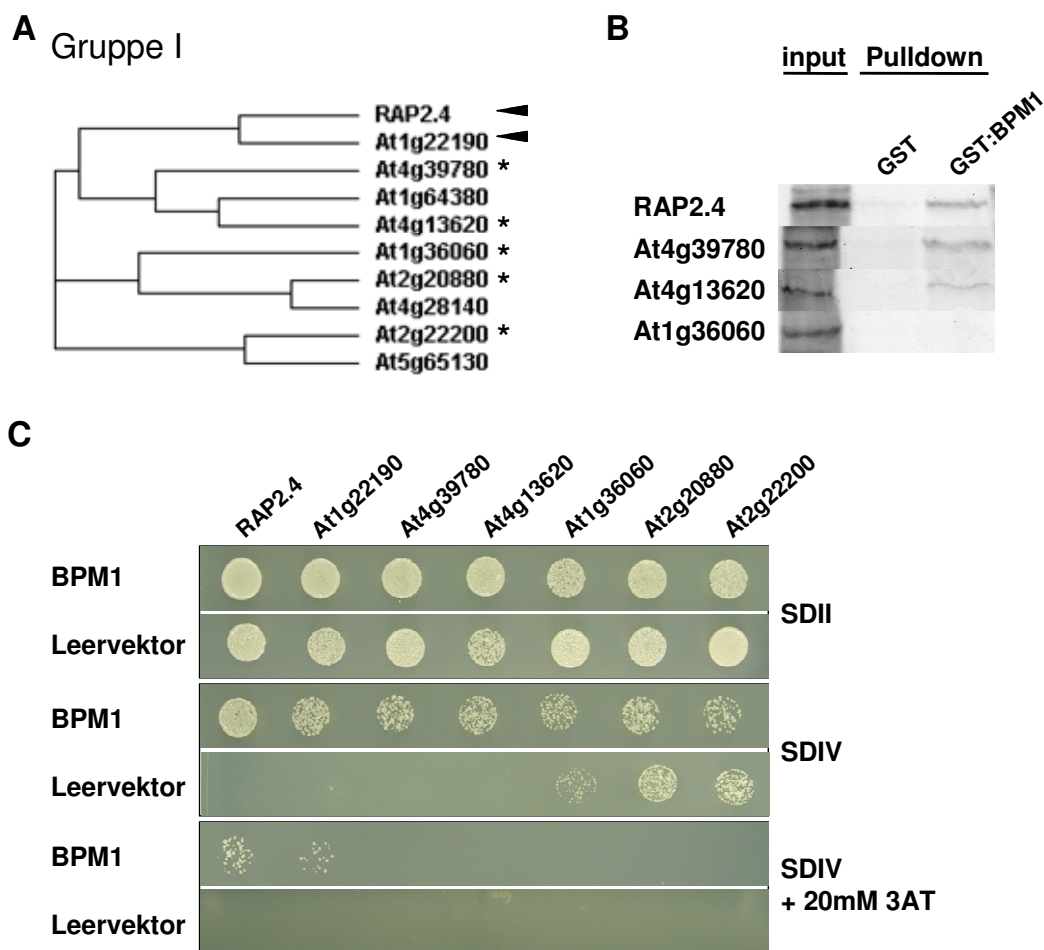 A
Gruppe I
RAP2.4
At1g22190
At4g39780 *
At1g64380
At4g13620 *
At1g36060 *
At2g20880 *
At4g28140
At2g22200 *
At5g65130
B
input Pulldown
GST GST:BPM1
RAP2.4
At4g39780
At4g13620
At1g36060
C
RAP2.4 At1g22190 At4g39780 At4g13620 At1g36060 At2g20880 At2g22200
BPM1
Leervektor
SDII
BPM1
Leervektor
SDIV
BPM1
Leervektor
SDIV
+ 20mM 3AT